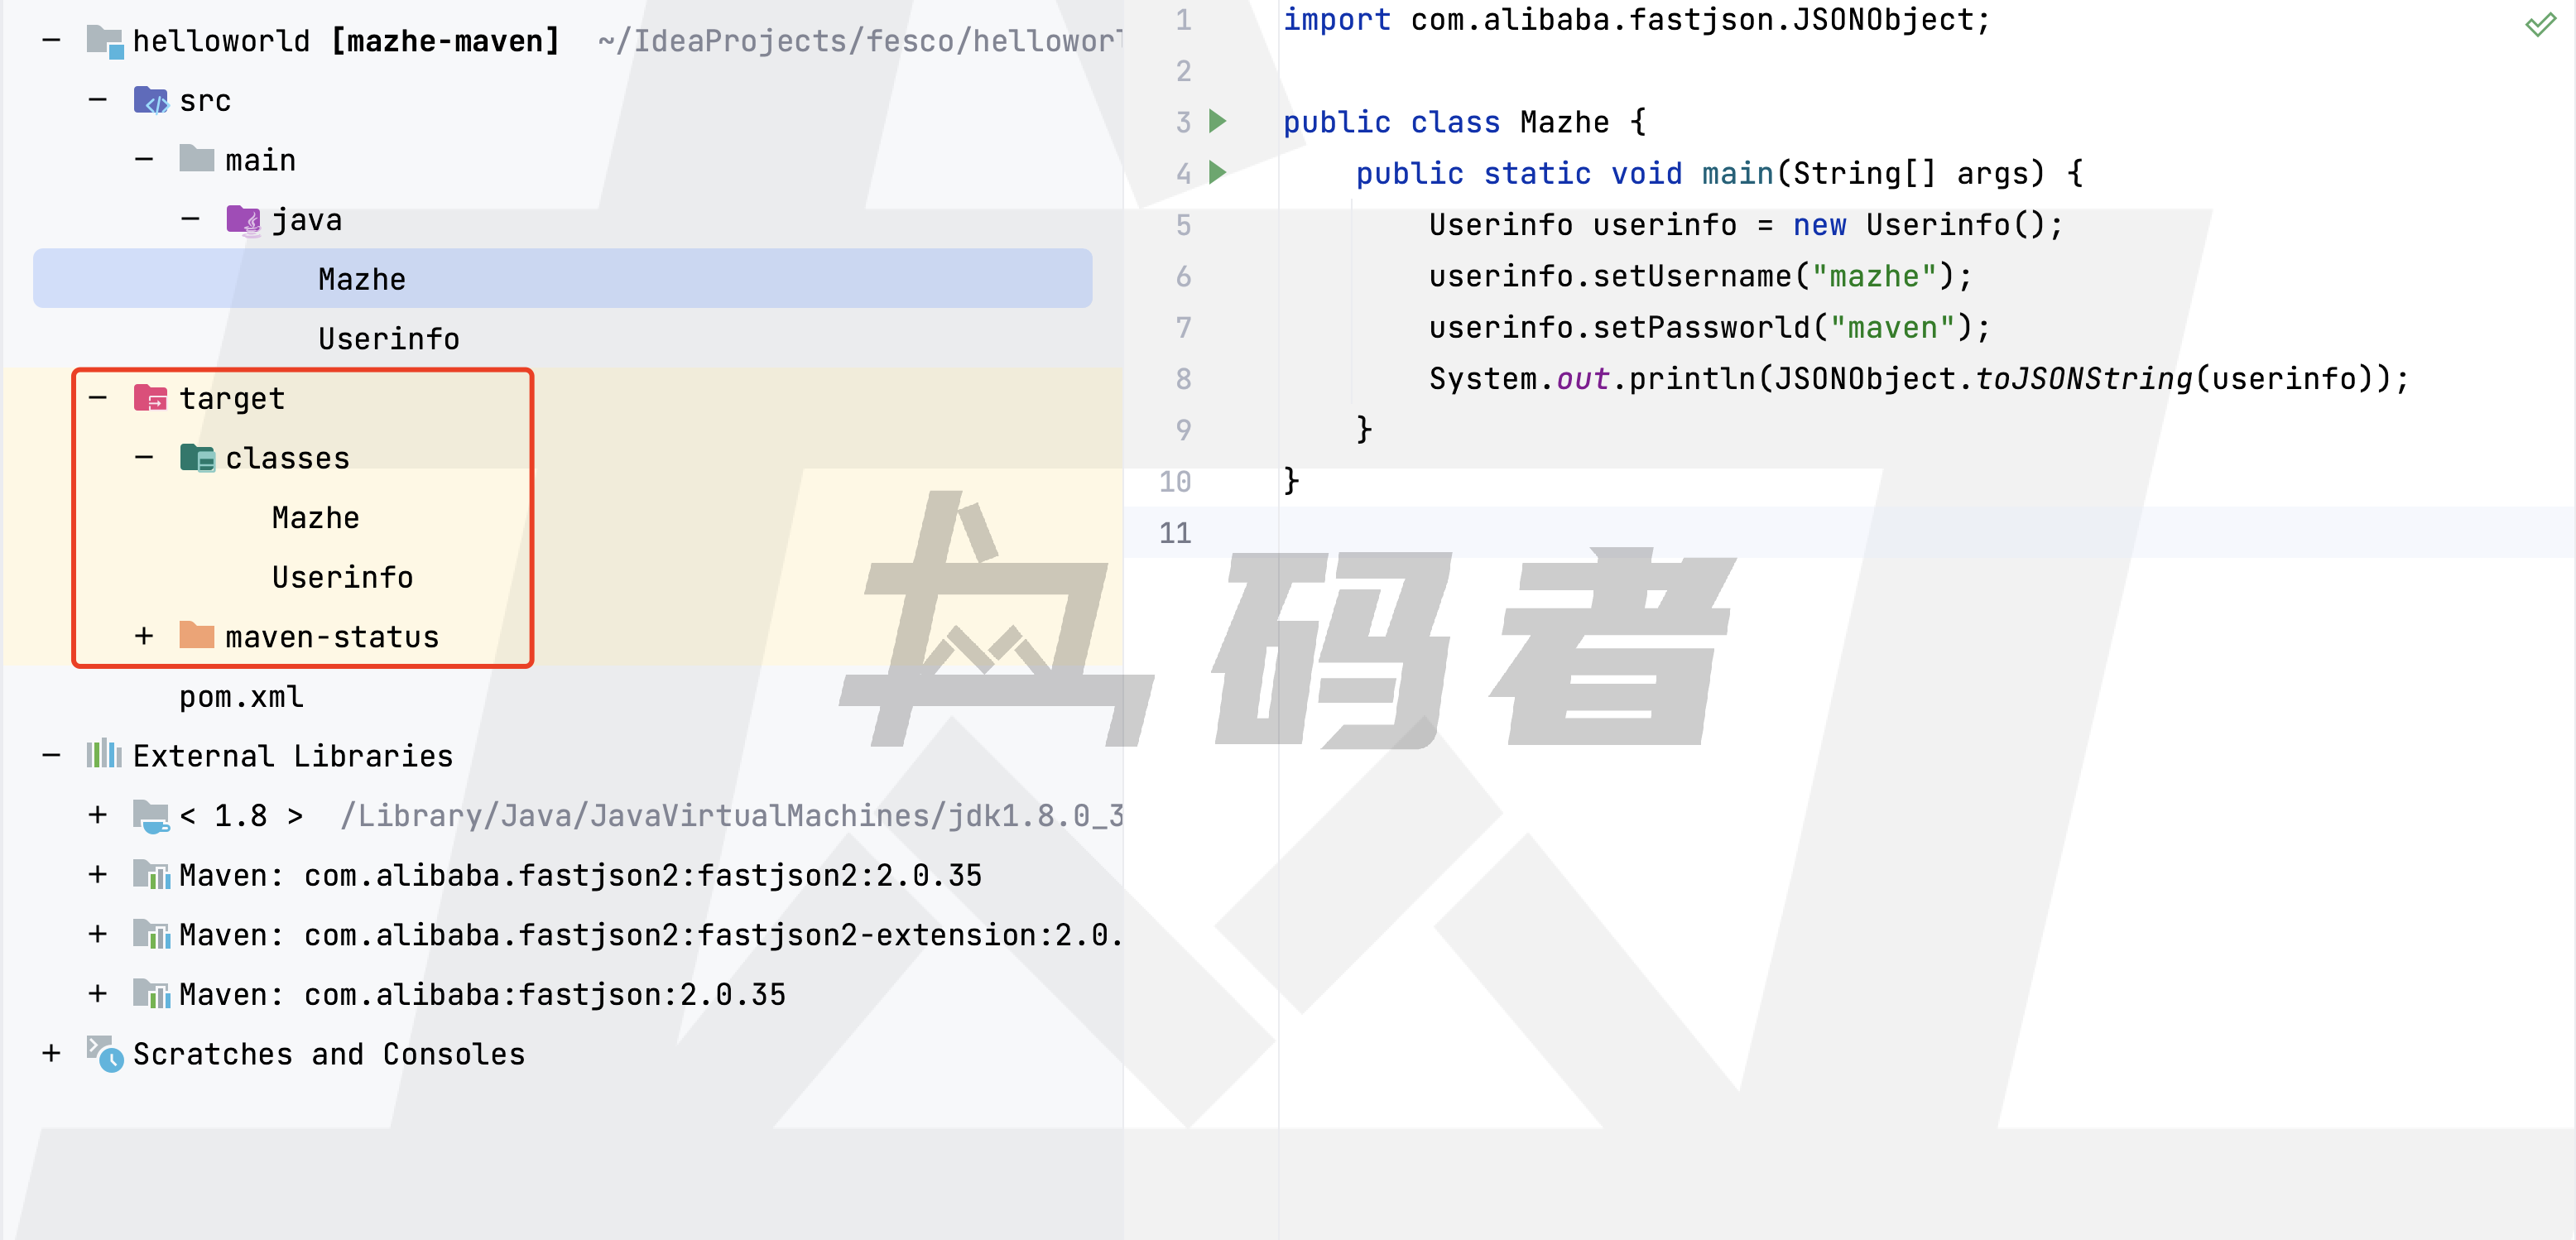 helloworld [mazhe-maven] ~/IdeaProjects/fesco/helloworl
src
main
java
Mazhe
Userinfo
target
classes
Mazhe
Userinfo
maven-status
pom.xml
External Libraries
< 1.8 > /Library/Java/JavaVirtualMachines/jdk1.8.0_3
Maven: com.alibaba.fastjson2:fastjson2:2.0.35
Maven: com.alibaba.fastjson2:fastjson2-extension:2.0.
Maven: com.alibaba:fastjson:2.0.35
Scratches and Consoles
1 import com.alibaba.fastjson.JSONObject;
2
3 public class Mazhe {
4 public static void main(String[] args) {
5 Userinfo userinfo = new Userinfo();
6 userinfo.setUsername("mazhe");
7 userinfo.setPassworld("maven");
8 System.out.println(JSONObject.toJSONString(userinfo));
9 }
10 }
11
码者